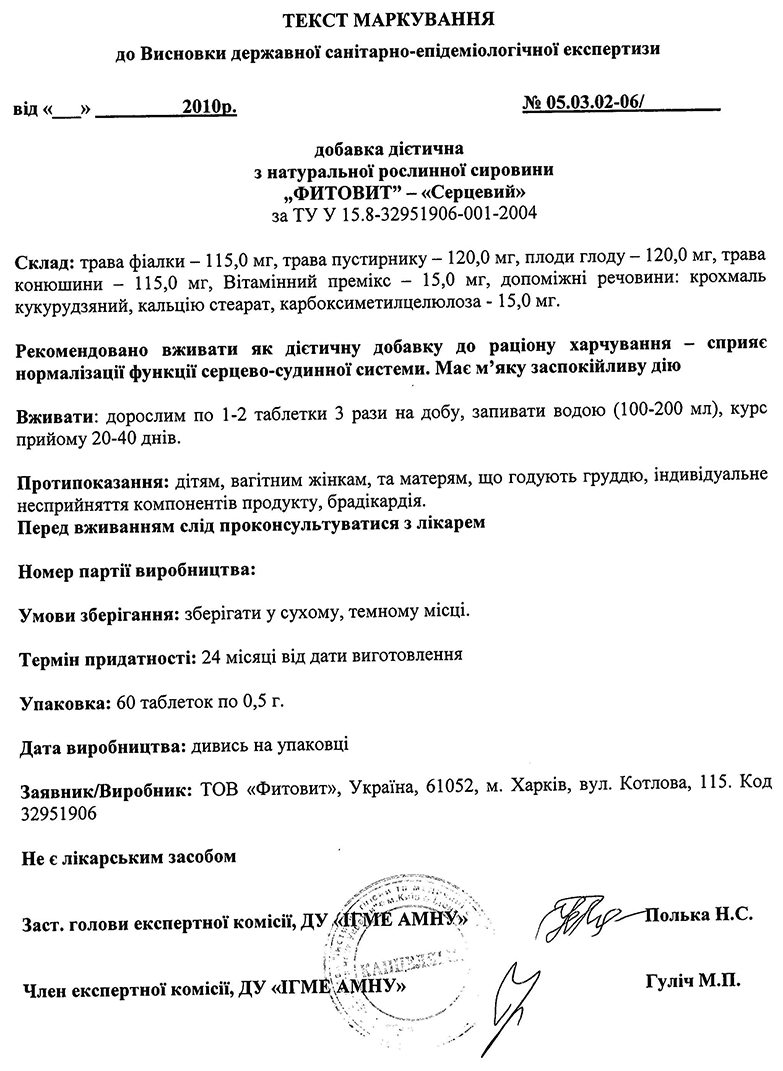 ТЕКСТ МАРКУВАННЯ
до Висновки державної санітарно-епідеміологічної експертизи
від «___» _________2010р.
№ 05.03.02-06/________
добавка дієтична
з натуральної рослинної сировини
„ФИТОВИТ” – «Серцевий»
за ТУ У 15.8-32951906-001-2004
Склад: трава фіалки – 115,0 мг, трава пустирнику – 120,0 мг, плоди глоду – 120,0 мг, трава
конюшини – 115,0 мг, Вітамінний премікс – 15,0 мг, допоміжні речовини: крохмаль
кукурудзяний, кальцію стеарат, карбоксиметилцелюлоза - 15,0 мг.
Рекомендовано вживати як дієтичну добавку до раціону харчування – сприяє
нормалізації функції серцево-судинної системи. Має м’яку заспокійливу дію
Вживати: дорослим по 1-2 таблетки 3 рази на добу, запивати водою (100-200 мл), курс
прийому 20-40 днів.
Протипоказання: дітям, вагітним жінкам, та матерям, що годують груддю, індивідуальне
несприйняття компонентів продукту, брадікардія.
Перед вживанням слід проконсультуватися з лікарем
Номер партії виробництва:
Умови зберігання: зберігати у сухому, темному місці.
Термін придатності: 24 місяці від дати виготовлення
Упаковка: 60 таблеток по 0,5 г.
Дата виробництва: дивись на упаковці
Заявник/Виробник: ТОВ «Фитовит», Україна, 61052, м. Харків, вул. Котлова, 115. Код
32951906
Не є лікарським засобом
Заст. голови експертної комісії, ДУ «ІГМЕ АМНУ»
Полька Н.С.
Член експертної комісії, ДУ «ІГМЕ АМНУ»
Гуліч М.П.